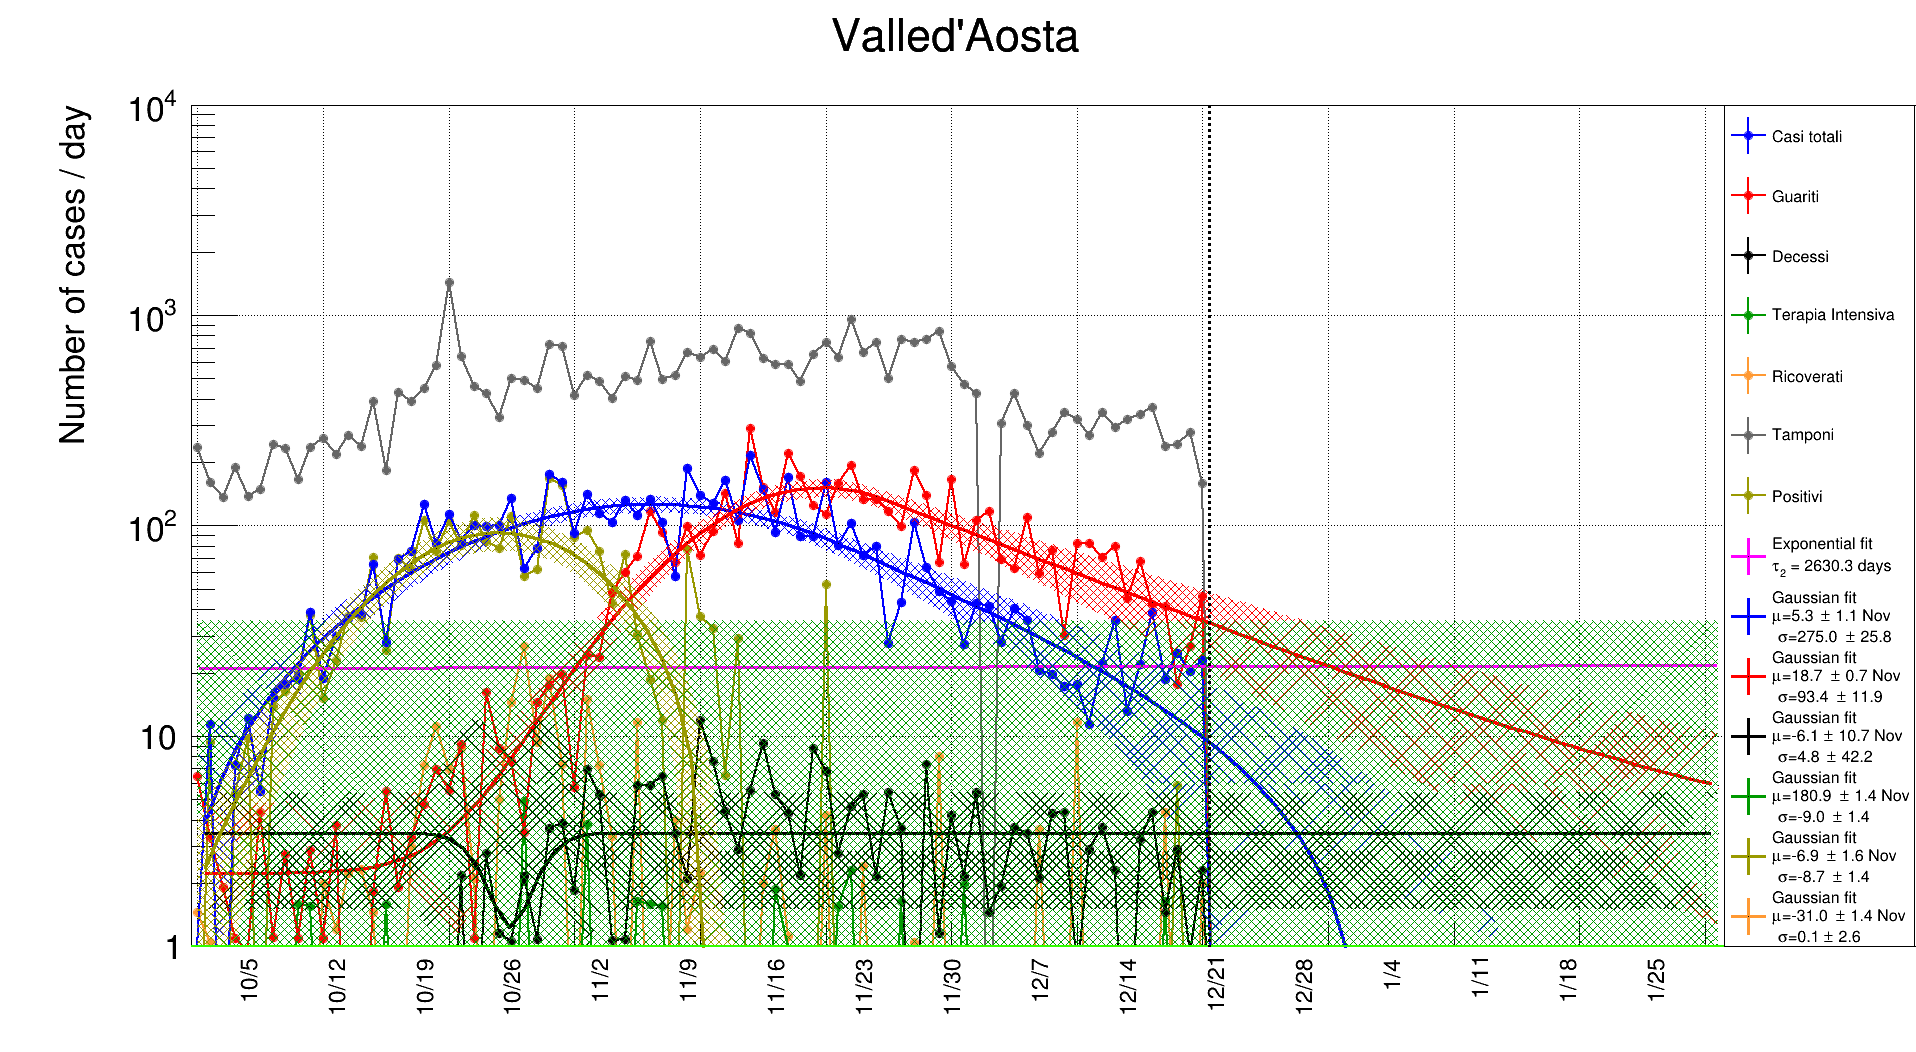 Valled'Aosta
Number of cases / day
10^4
10^3
10^2
10
1
10/5
10/12
10/19
10/26
11/2
11/9
11/16
11/23
11/30
12/7
12/14
12/21
12/28
1/4
1/11
1/18
1/25
Casi totali
Guariti
Decessi
Terapia Intensiva
Ricoverati
Tamponi
Positivi
Exponential fit
τ_2 = 2630.3 days
Gaussian fit
μ=5.3 ± 1.1 Nov
σ=275.0 ± 25.8
Gaussian fit
μ=18.7 ± 0.7 Nov
σ=93.4 ± 11.9
Gaussian fit
μ=-6.1 ± 10.7 Nov
σ=4.8 ± 42.2
Gaussian fit
μ=180.9 ± 1.4 Nov
σ=-9.0 ± 1.4
Gaussian fit
μ=-6.9 ± 1.6 Nov
σ=-8.7 ± 1.4
Gaussian fit
μ=-31.0 ± 1.4 Nov
σ=0.1 ± 2.6